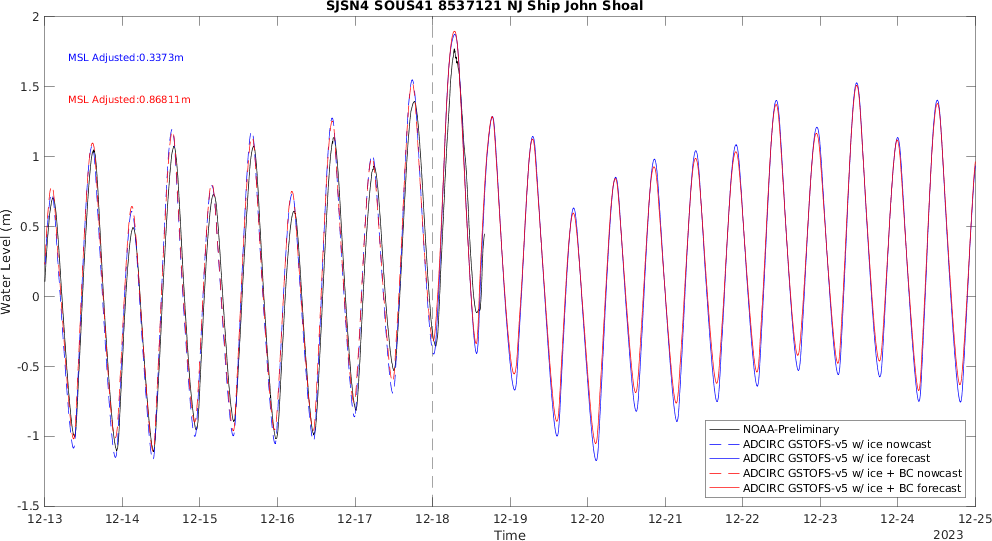 SJSN4 SOUS41 8537121 NJ Ship John Shoal
MSL Adjusted:0.3373m
MSL Adjusted:0.86811m
Water Level (m)
2
1.5
1
0.5
0
-0.5
-1
-1.5
NOAA-Preliminary
ADCIRC GSTOFS-v5 w/ ice nowcast
ADCIRC GSTOFS-v5 w/ ice forecast
ADCIRC GSTOFS-v5 w/ ice + BC nowcast
ADCIRC GSTOFS-v5 w/ ice + BC forecast
12-13 12-14 12-15 12-16 12-17 12-18 12-19 12-20 12-21 12-22 12-23 12-24 12-25
Time
2023